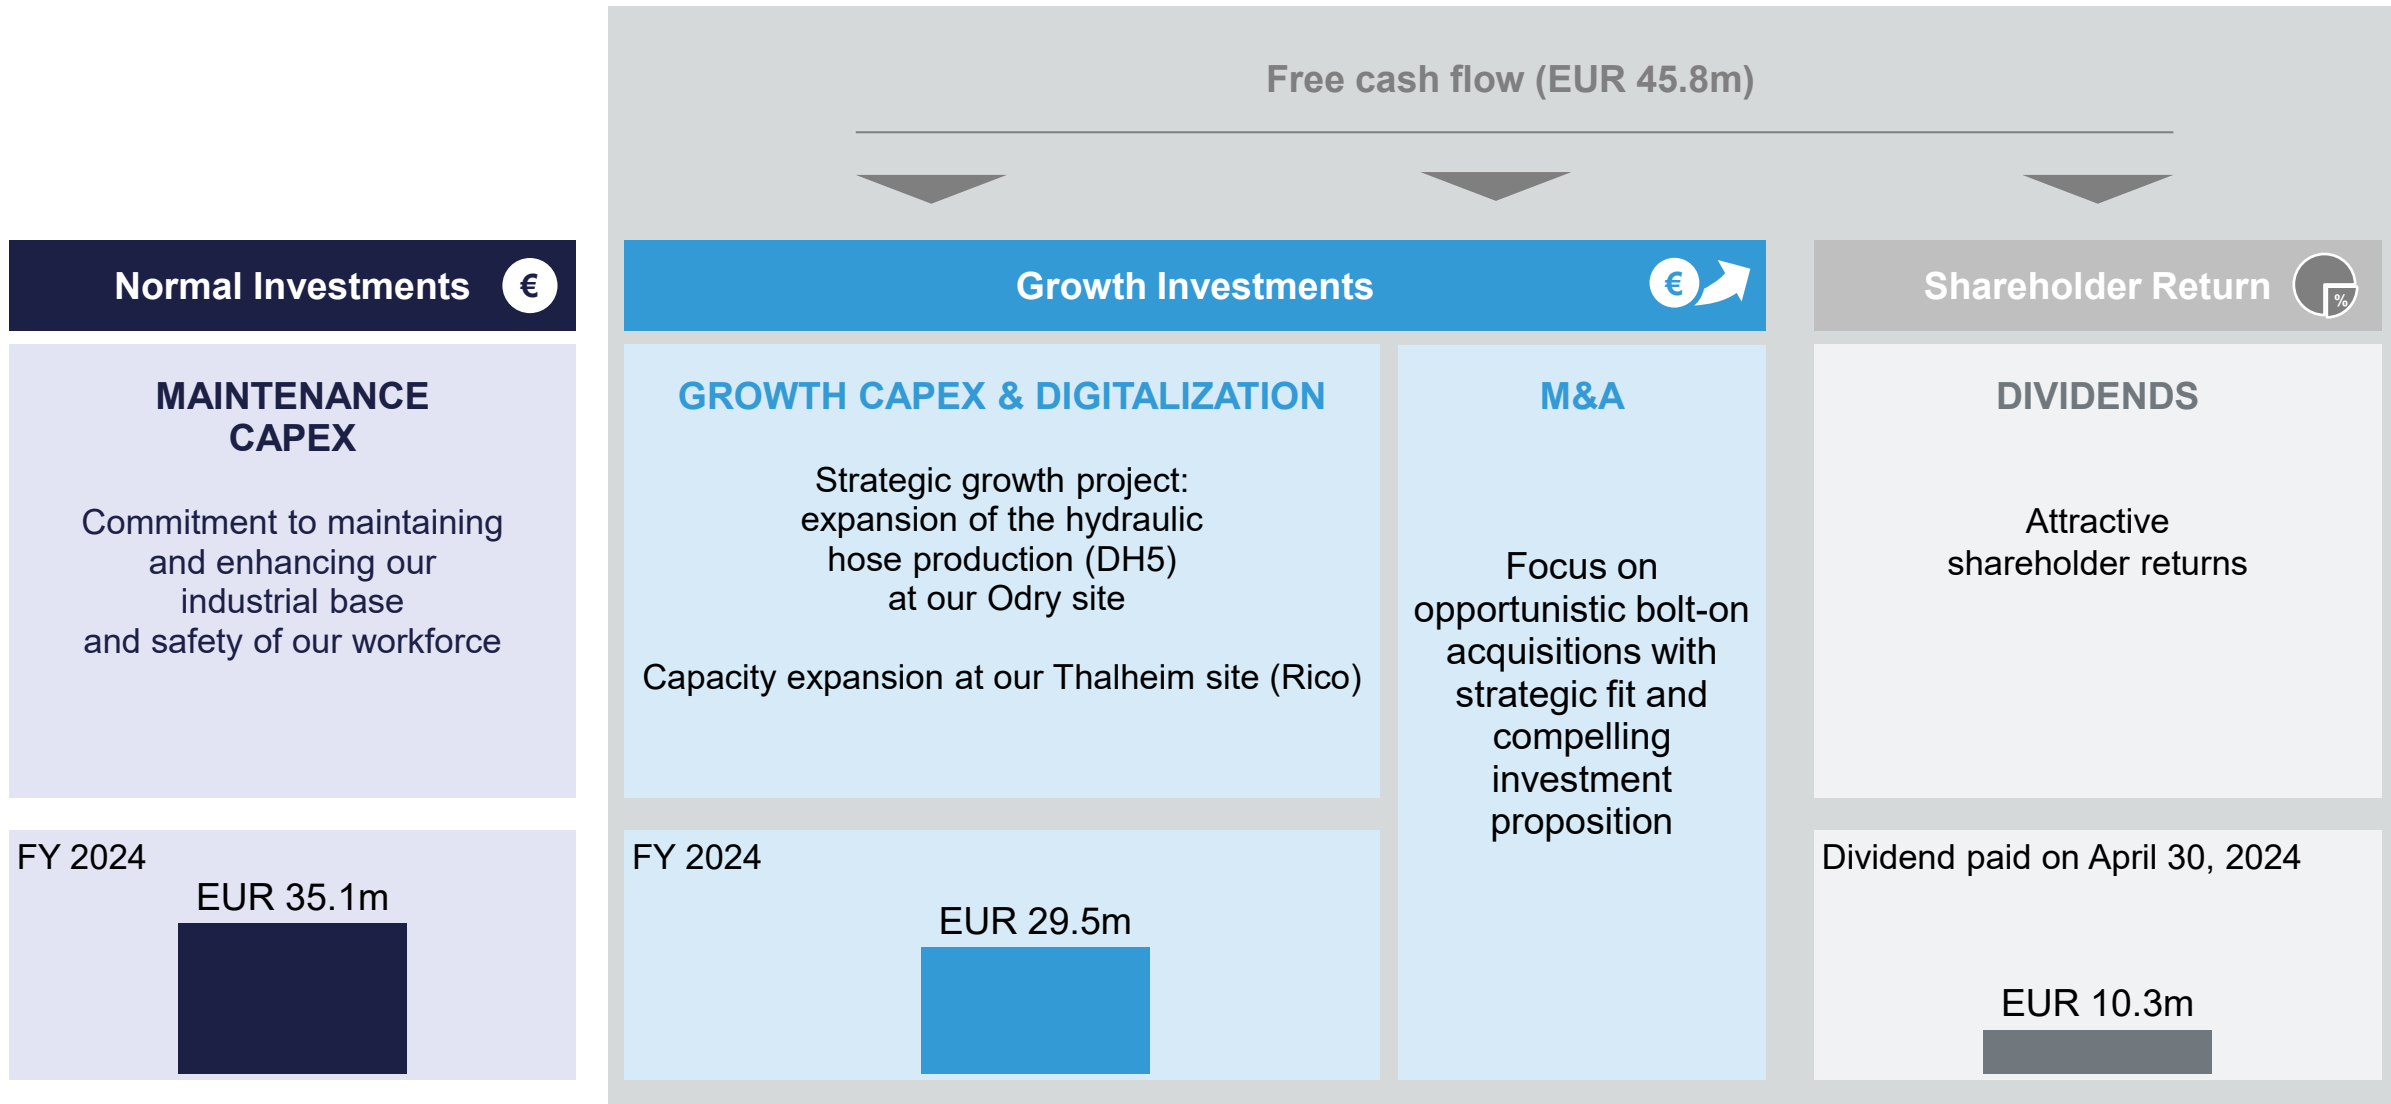 Free cash flow (EUR 45.8m)
Normal Investments €
Growth Investments €
Shareholder Return %
MAINTENANCE
CAPEX
Commitment to maintaining
and enhancing our
industrial base
and safety of our workforce
FY 2024
EUR 35.1m
GROWTH CAPEX & DIGITALIZATION
Strategic growth project:
expansion of the hydraulic
hose production (DH5)
at our Odry site
Capacity expansion at our Thalheim site (Rico)
FY 2024
EUR 29.5m
M&A
Focus on
opportunistic bolt-on
acquisitions with
strategic fit and
compelling
investment
proposition
DIVIDENDS
Attractive
shareholder returns
Dividend paid on April 30, 2024
EUR 10.3m